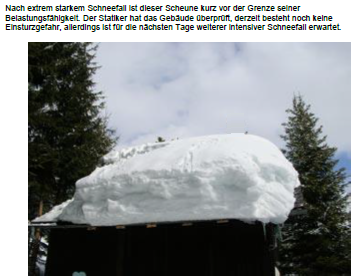 Nach extrem starkem Schneefall ist dieser Scheune kurz vor der Grenze seiner
Belastungsfähigkeit. Der Statiker hat das Gebäude überprüft, derzeit besteht noch keine
Einsturzgefahr, allerdings ist für die nächsten Tage weiterer intensiver Schneefall erwartet.